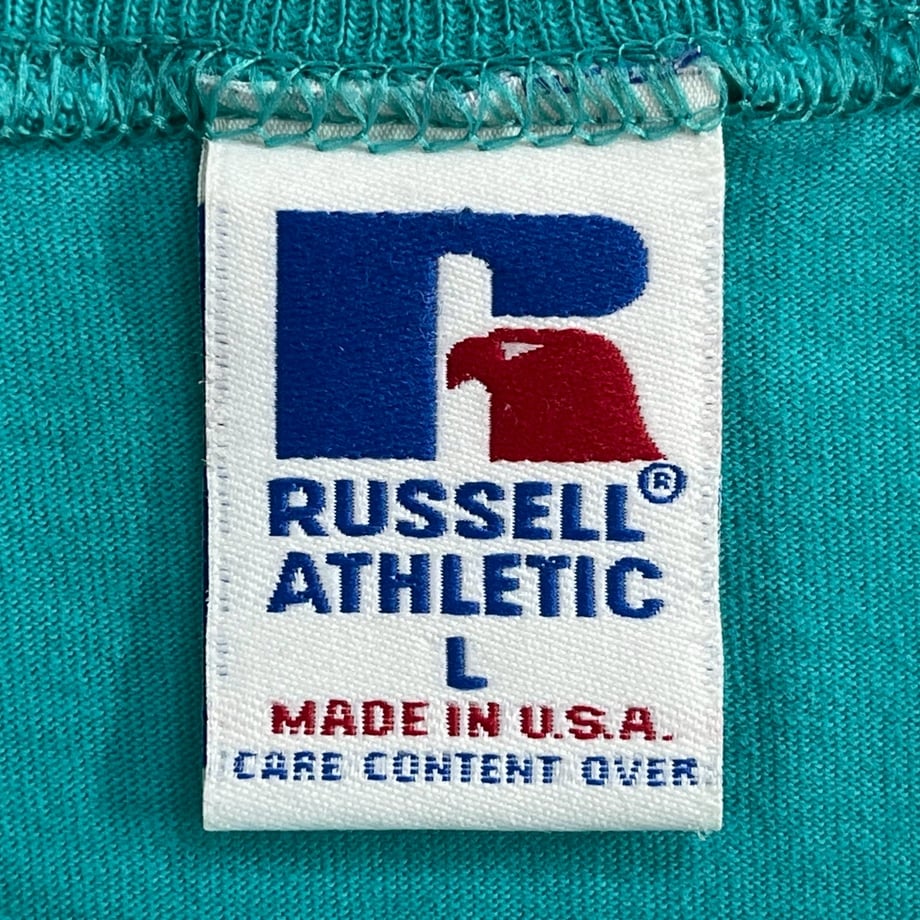 RUSSELL®
ATHLETIC
L
MADE IN U.S.A.
CARE CONTENT OVER